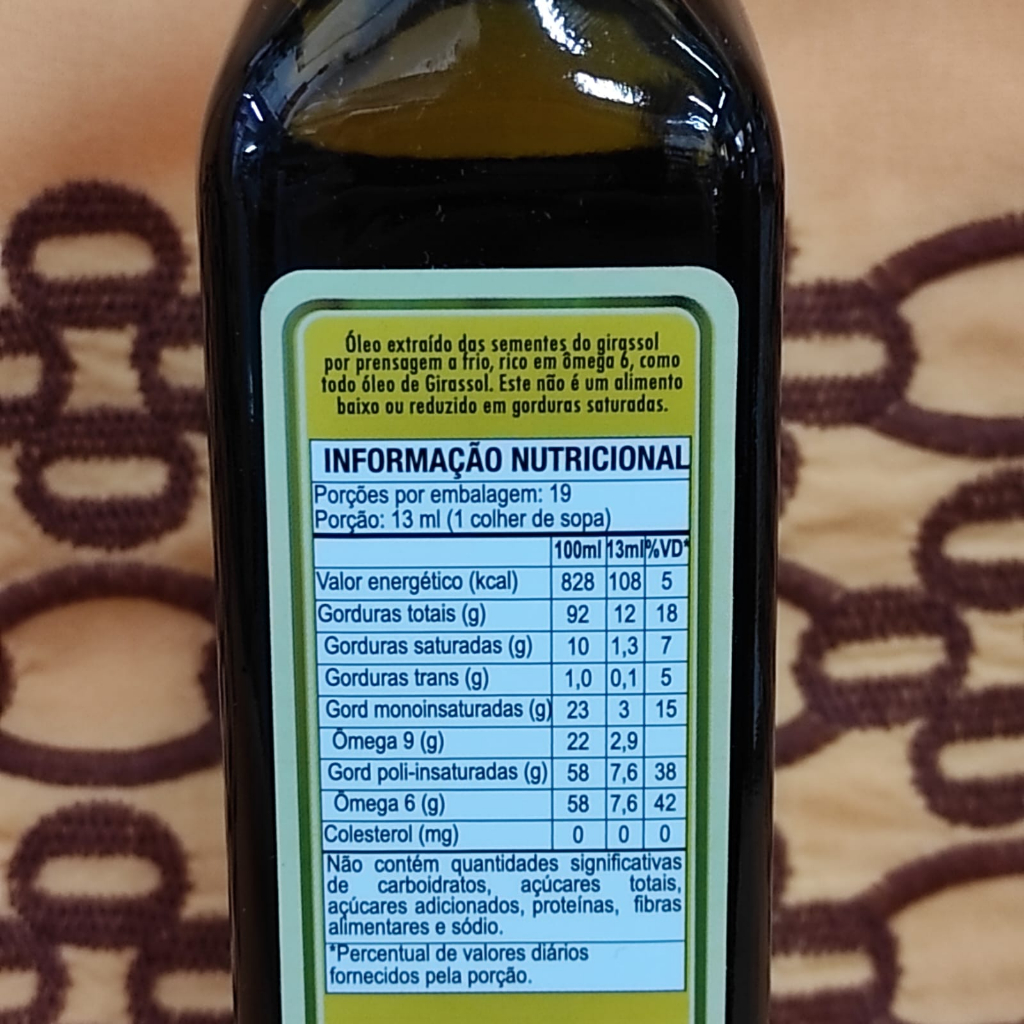 Óleo extraído das sementes do girassol
por prensagem a frio, rico em ômega 6, como
todo óleo de Girassol. Este não é um alimento
baixo ou reduzido em gorduras saturadas.
INFORMAÇÃO NUTRICIONAL
Porções por embalagem: 19
Porção: 13 ml (1 colher de sopa)
100ml 13ml %VD*
Valor energético (kcal) 828 108 5
Gorduras totais (g) 92 12 18
Gorduras saturadas (g) 10 1,3 7
Gorduras trans (g) 1,0 0,1 5
Gord monoinsaturadas (g) 23 3 15
Ômega 9 (g) 22 2,9
Gord poli-insaturadas (g) 58 7,6 38
Ômega 6 (g) 58 7,6 42
Colesterol (mg) 0 0 0
Não contém quantidades significativas
de carboidratos, açúcares totais,
açúcares adicionados, proteínas, fibras
alimentares e sódio.
*Percentual de valores diários
fornecidos pela porção.